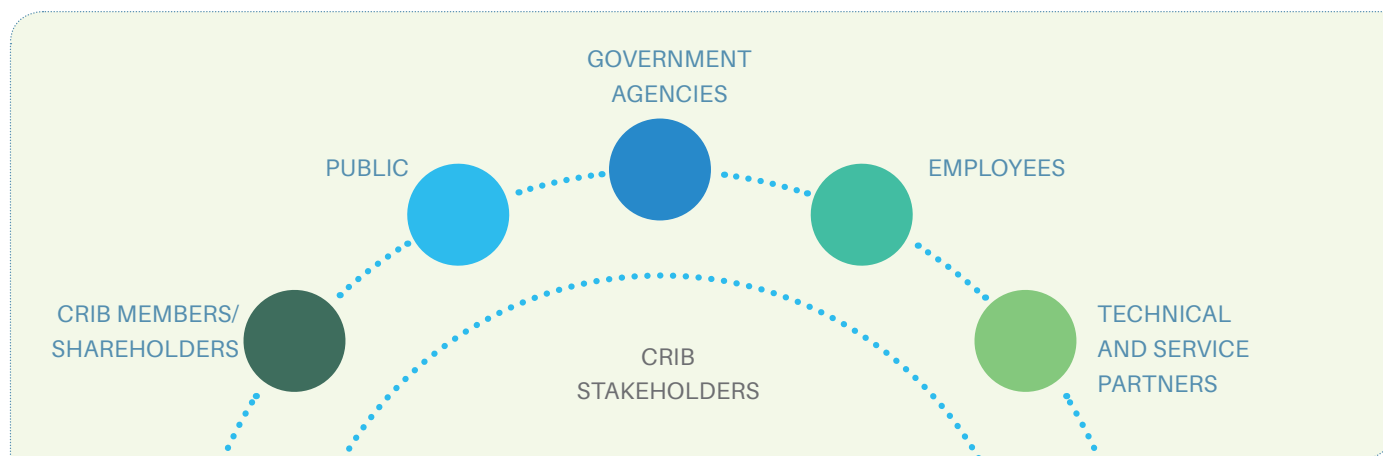 GOVERNMENT
AGENCIES
PUBLIC
EMPLOYEES
CRIB MEMBERS/
SHAREHOLDERS
TECHNICAL
AND SERVICE
PARTNERS
CRIB
STAKEHOLDERS